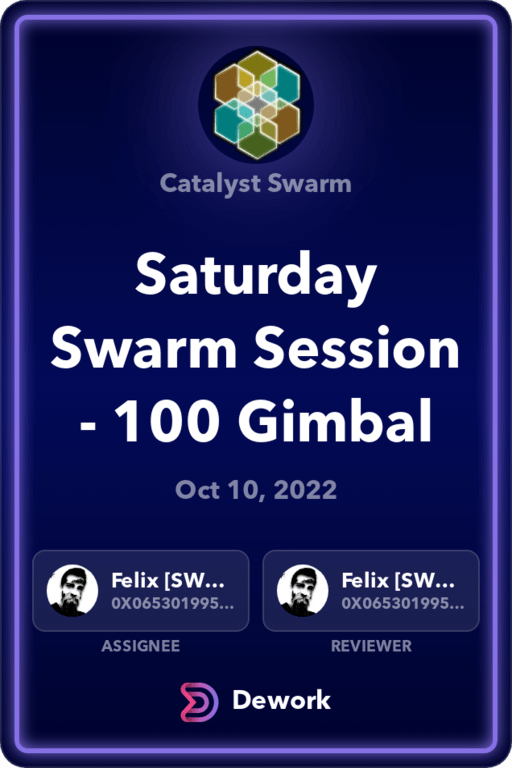 Catalyst Swarm
Saturday
Swarm Session
- 100 Gimbal
Oct 10, 2022
Felix [SW...
0X065301995...
ASSIGNEE
Felix [SW...
0X065301995...
REVIEWER
Dework